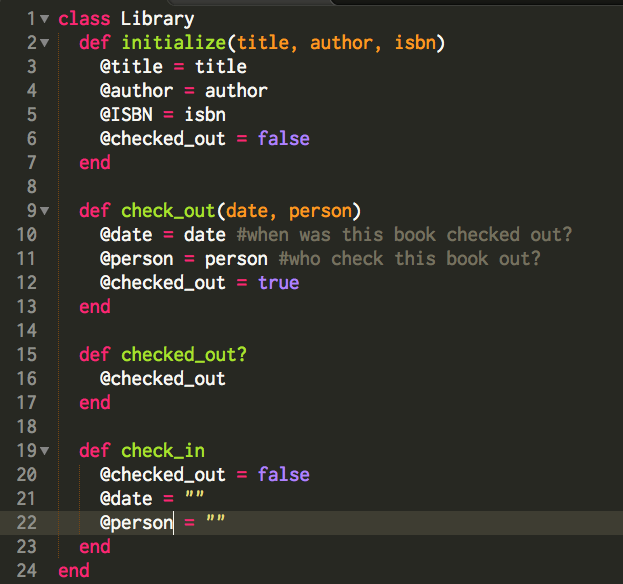 1 class Library
2 def initialize(title, author, isbn)
3 @title = title
4 @author = author
5 @ISBN = isbn
6 @checked_out = false
7 end
8
9 def check_out(date, person)
10 @date = date #when was this book checked out?
11 @person = person #who check this book out?
12 @checked_out = true
13 end
14
15 def checked_out?
16 @checked_out
17 end
18
19 def check_in
20 @checked_out = false
21 @date = ""
22 @person = ""
23 end
24 end